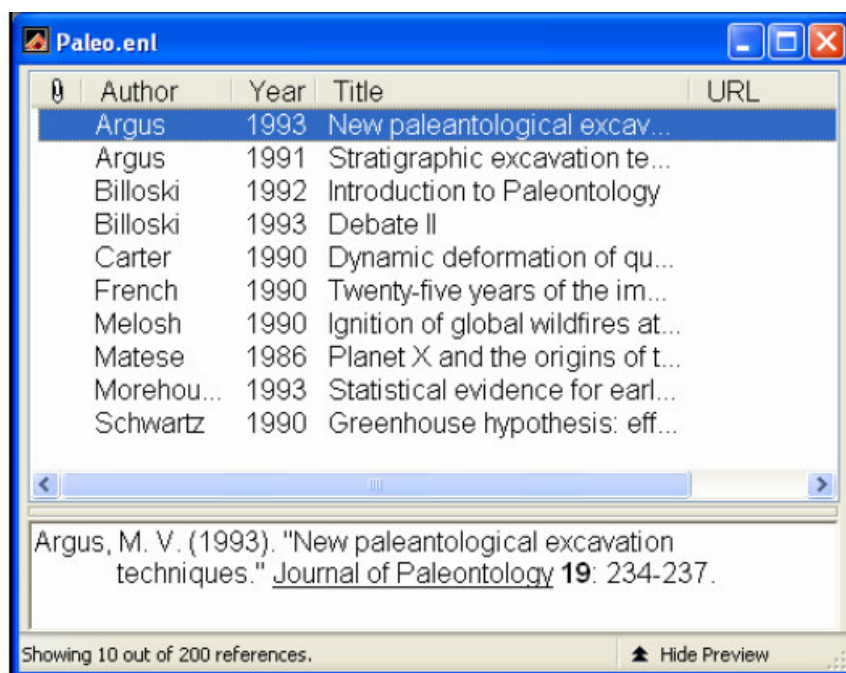 Paleo.enl
Author Year Title URL
Argus 1993 New paleantological excav...
Argus 1991 Stratigraphic excavation te...
Billoski 1992 Introduction to Paleontology
Billoski 1993 Debate II
Carter 1990 Dynamic deformation of qu...
French 1990 Twenty-five years of the im...
Melosh 1990 Ignition of global wildfires at...
Matese 1986 Planet X and the origins of t...
Morehou... 1993 Statistical evidence for earl...
Schwartz 1990 Greenhouse hypothesis: eff...
Argus, M. V. (1993). "New paleantological excavation
techniques." Journal of Paleontology 19: 234-237.
Showing 10 out of 200 references. Hide Preview